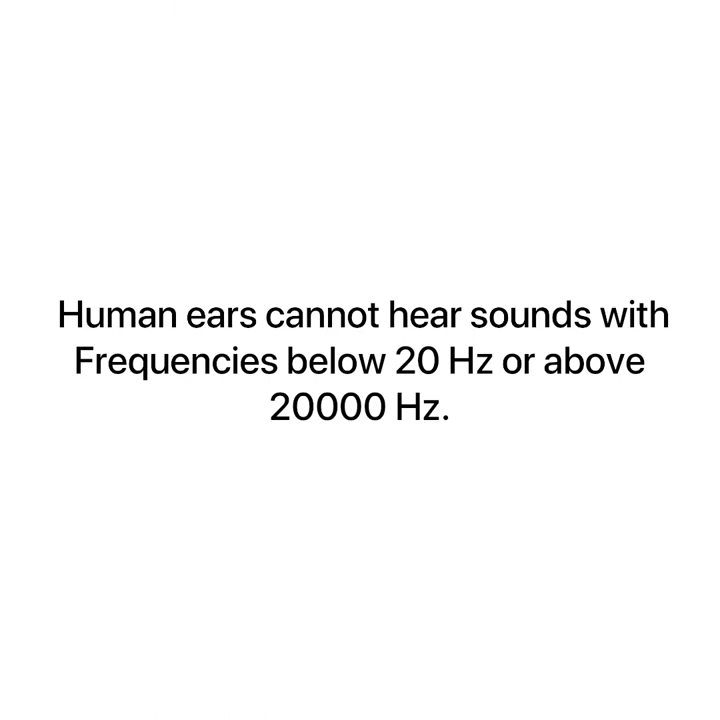 Human ears cannot hear sounds with
Frequencies below 20 Hz or above
20000 Hz.